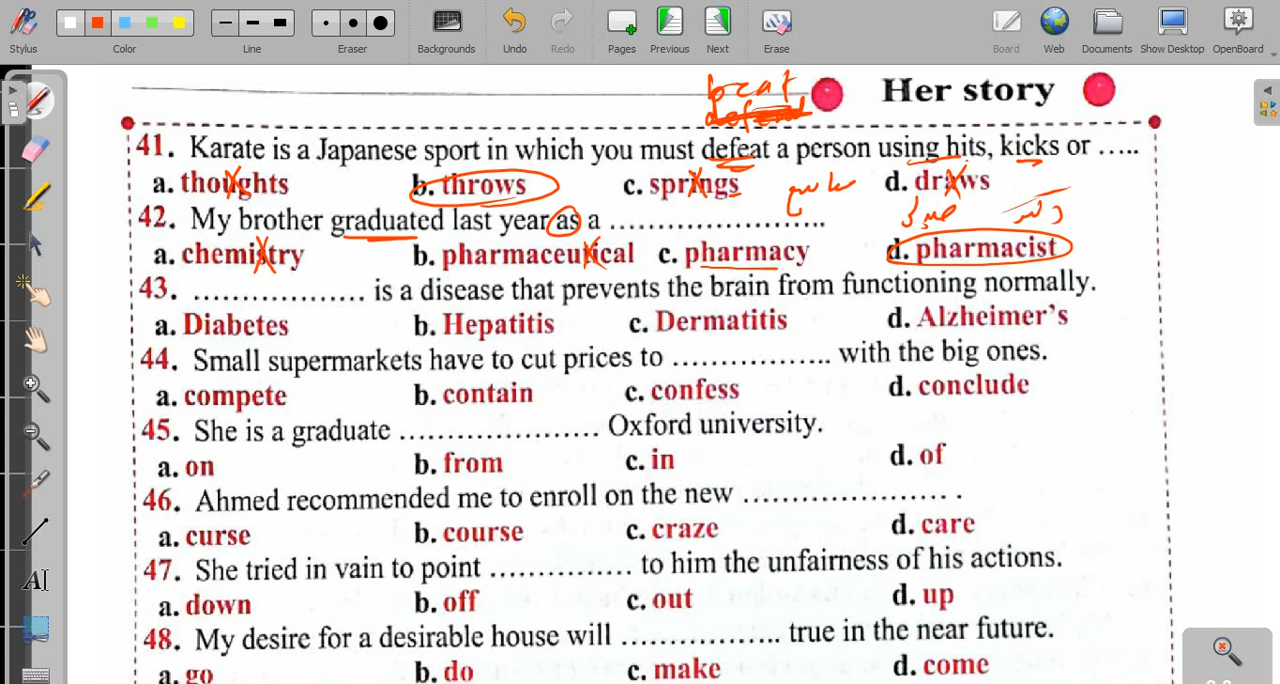 Stylus
Color
Line
Eraser
Backgrounds
Undo
Redo
Pages
Previous
Next
Erase
Board
Web
Documents
Show Desktop
OpenBoard
beat
Her story
41. Karate is a Japanese sport in which you must defeat a person using hits, kicks or .....
a. thoughts b. throws c. springs d. draws
42. My brother graduated last year as a ........................
a. chemistry b. pharmaceutical c. pharmacy d. pharmacist
43. ................... is a disease that prevents the brain from functioning normally.
a. Diabetes b. Hepatitis c. Dermatitis d. Alzheimer's
44. Small supermarkets have to cut prices to ................. with the big ones.
a. compete b. contain c. confess d. conclude
45. She is a graduate ...................... Oxford university.
a. on b. from c. in d. of
46. Ahmed recommended me to enroll on the new ...................... .
a. curse b. course c. craze d. care
47. She tried in vain to point ............... to him the unfairness of his actions.
a. down b. off c. out d. up
48. My desire for a desirable house will ................. true in the near future.
a. go b. do c. make d. come